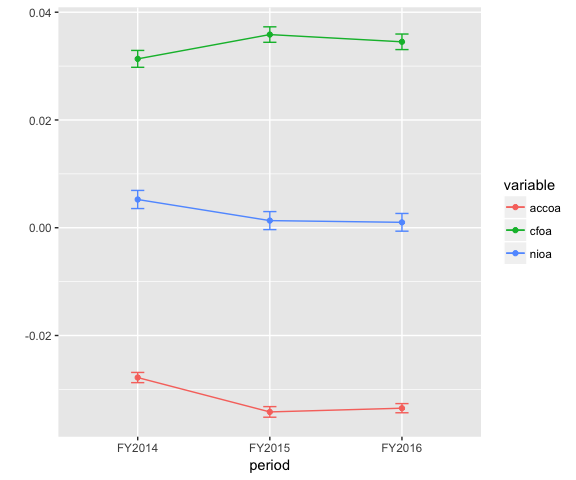 0.04
0.02
0.00
-0.02
FY2014
FY2015
FY2016
period
variable
accoa
cfoa
nioa